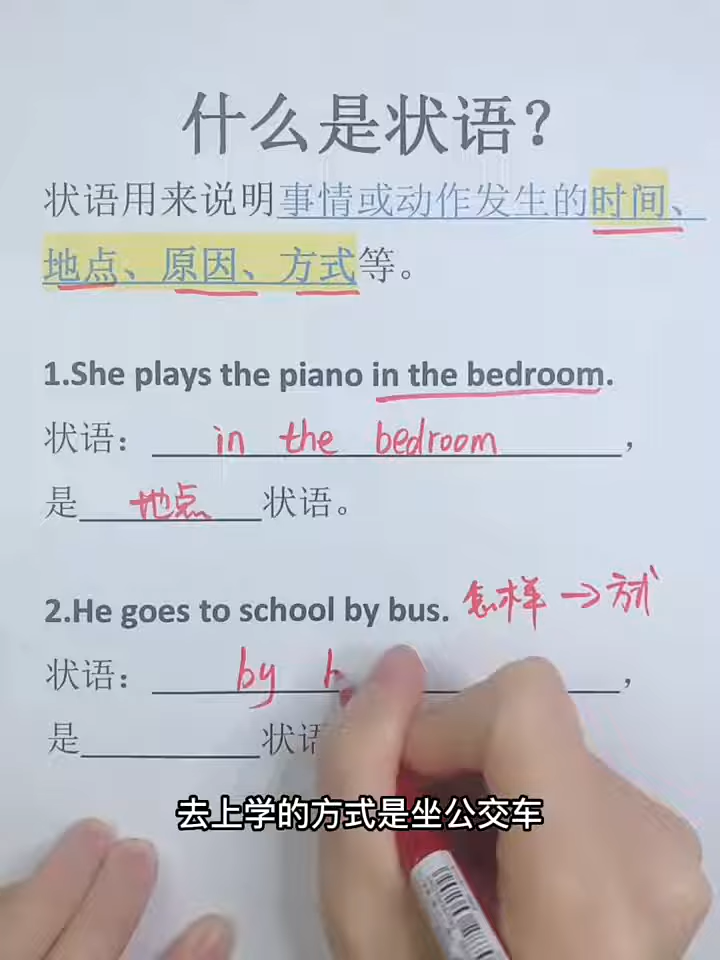 什么是状语？
状语用来说明事情或动作发生的时间、
地点、原因、方式等。
1.She plays the piano in the bedroom.
状语：in the bedroom，
是地点状语。
2.He goes to school by bus. 怎样→方式
状语：by，
是 状语
去上学的方式是坐公交车